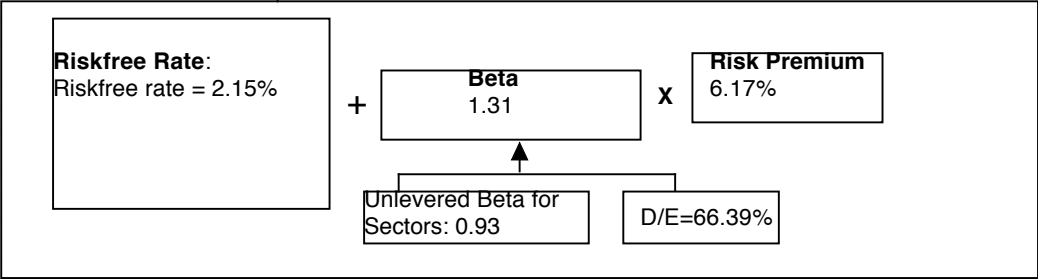 Riskfree Rate:
Riskfree rate = 2.15%
+
Beta
1.31
X
Risk Premium
6.17%
Unlevered Beta for
Sectors: 0.93
D/E=66.39%